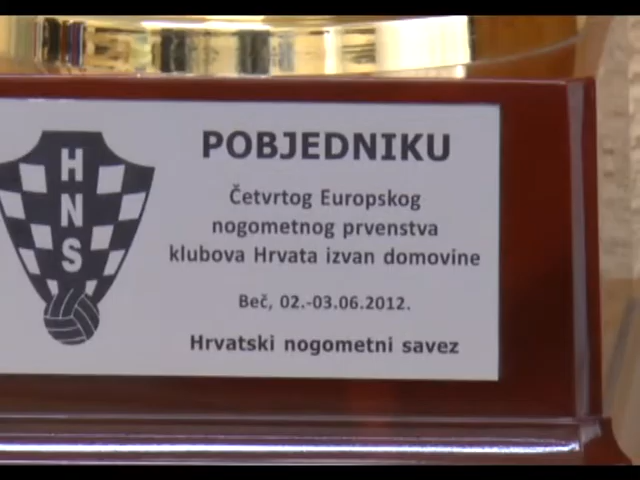 HNS
POBJEDNIKU
Četvrtog Europskog
nogometnog prvenstva
klubova Hrvata izvan domovine
Beč, 02.-03.06.2012.
Hrvatski nogometni savez